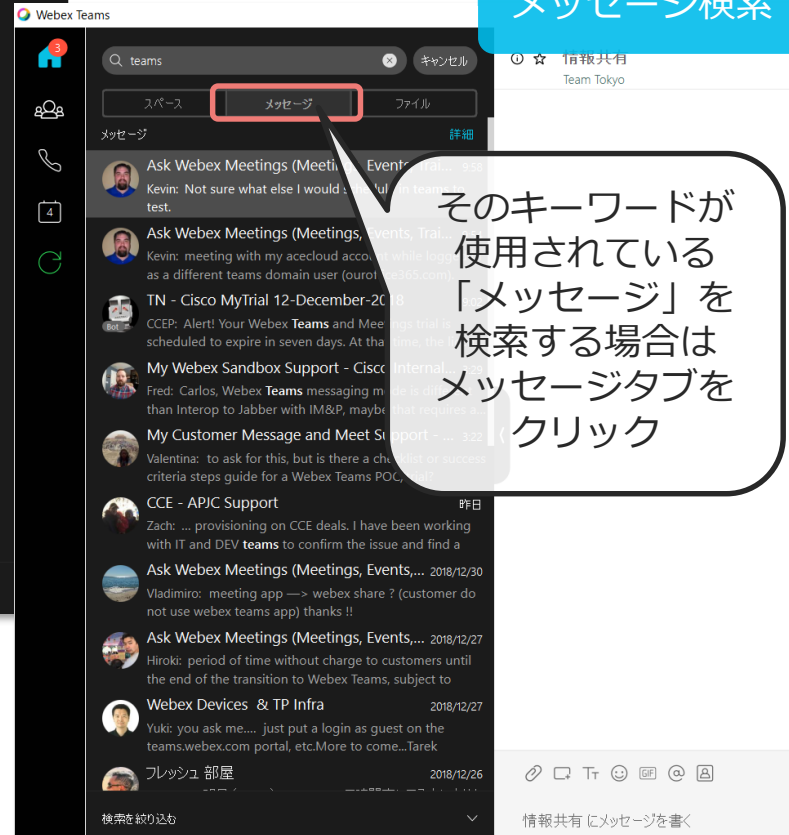 Webex Teams
メッセージ検索
3
teams
キャンセル
情報共有
Team Tokyo
スペース
メッセージ
ファイル
メッセージ
詳細
Ask Webex Meetings (Meetings, Events, Trai... 9:58
Kevin: Not sure what else I would schedule in teams to
test.
Ask Webex Meetings (Meetings, Events, Trai...
Kevin: meeting with my acecloud account while logged
as a different teams domain user (ouroffice365.com).
TN - Cisco MyTrial 12-December-2018 9:02
Bot
CCEP: Alert! Your Webex Teams and Meetings trial is
scheduled to expire in seven days. At that time, the
My Webex Sandbox Support - Cisco Internal...
Fred: Carlos, Webex Teams messaging mode is different
than Interop to Jabber with IM&P, maybe that requires a...
My Customer Message and Meet Support - ... 3:22
Valentina: to ask for this, but is there a checklist or success
criteria steps guide for a Webex Teams POC, trial?
CCE - APJC Support 昨日
Zach: ... provisioning on CCE deals. I have been working
with IT and DEV teams to confirm the issue and find a
Ask Webex Meetings (Meetings, Events,... 2018/12/30
Vladimiro: meeting app —> webex share ? (customer do
not use webex teams app) thanks !!
Ask Webex Meetings (Meetings, Events,... 2018/12/27
Hiroki: period of time without charge to customers until
the end of the transition to Webex Teams, subject to
Webex Devices & TP Infra 2018/12/27
Yuki: you ask me.... just put a login as guest on the
teams.webex.com portal, etc.More to come...Tarek
フレッシュ 部屋 2018/12/26
検索を絞り込む
4
そのキーワードが
使用されている
「メッセージ」を
検索する場合は
メッセージタブを
クリック
GIF
情報共有 にメッセージを書く